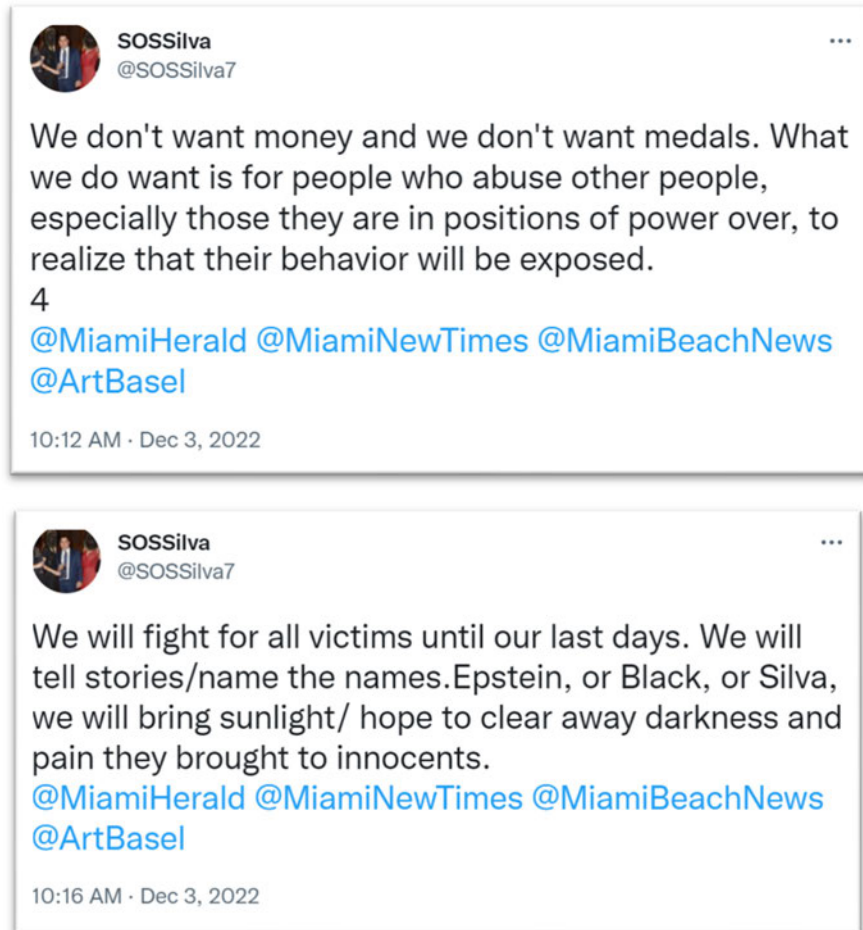 SOSSilva
@SOSSilva7
We don't want money and we don't want medals. What
we do want is for people who abuse other people,
especially those they are in positions of power over, to
realize that their behavior will be exposed.
4
@MiamiHerald @MiamiNewTimes @MiamiBeachNews
@ArtBasel
10:12 AM · Dec 3, 2022
SOSSilva
@SOSSilva7
We will fight for all victims until our last days. We will
tell stories/name the names.Epstein, or Black, or Silva,
we will bring sunlight/ hope to clear away darkness and
pain they brought to innocents.
@MiamiHerald @MiamiNewTimes @MiamiBeachNews
@ArtBasel
10:16 AM · Dec 3, 2022